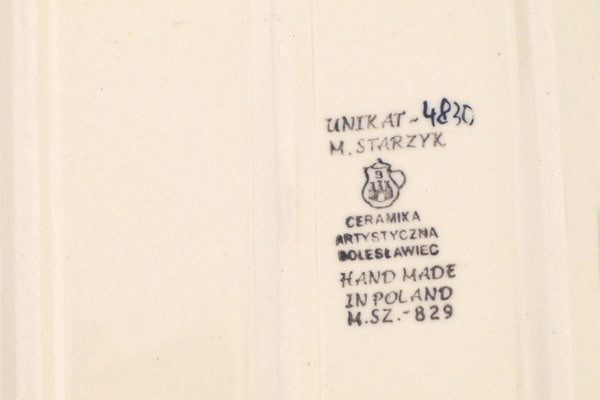 UNIKAT - 4830
M. STARZYK
CERAMIKA
ARTYSTYCZNA
BOLESŁAWIEC
HAND MADE
IN POLAND
M.SZ.-829